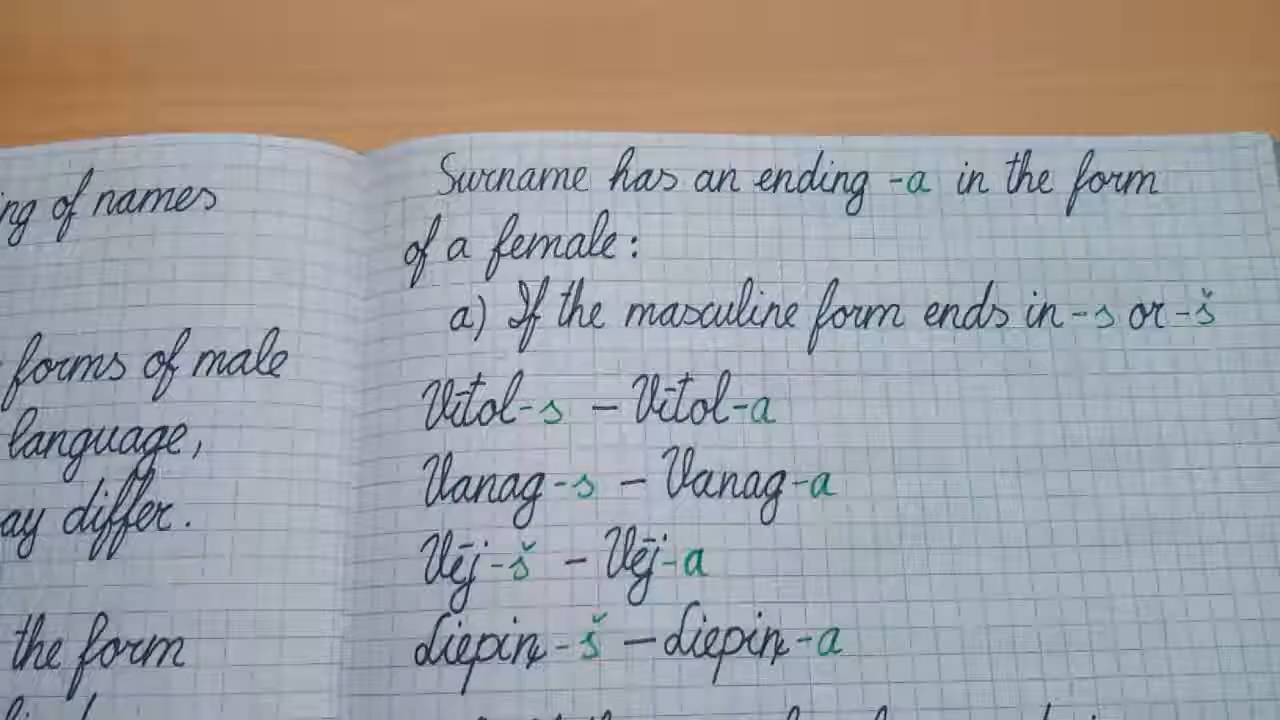 ng of names
forms of male
language,
ay differ.
the form
Surname has an ending -a in the form
of a female:
a) If the masculine form ends in -s or -š
Vītol-s – Vītol-a
Vanag-s – Vanag-a
Vēj-š – Vēj-a
Liepiņ-š – Liepiņ-a